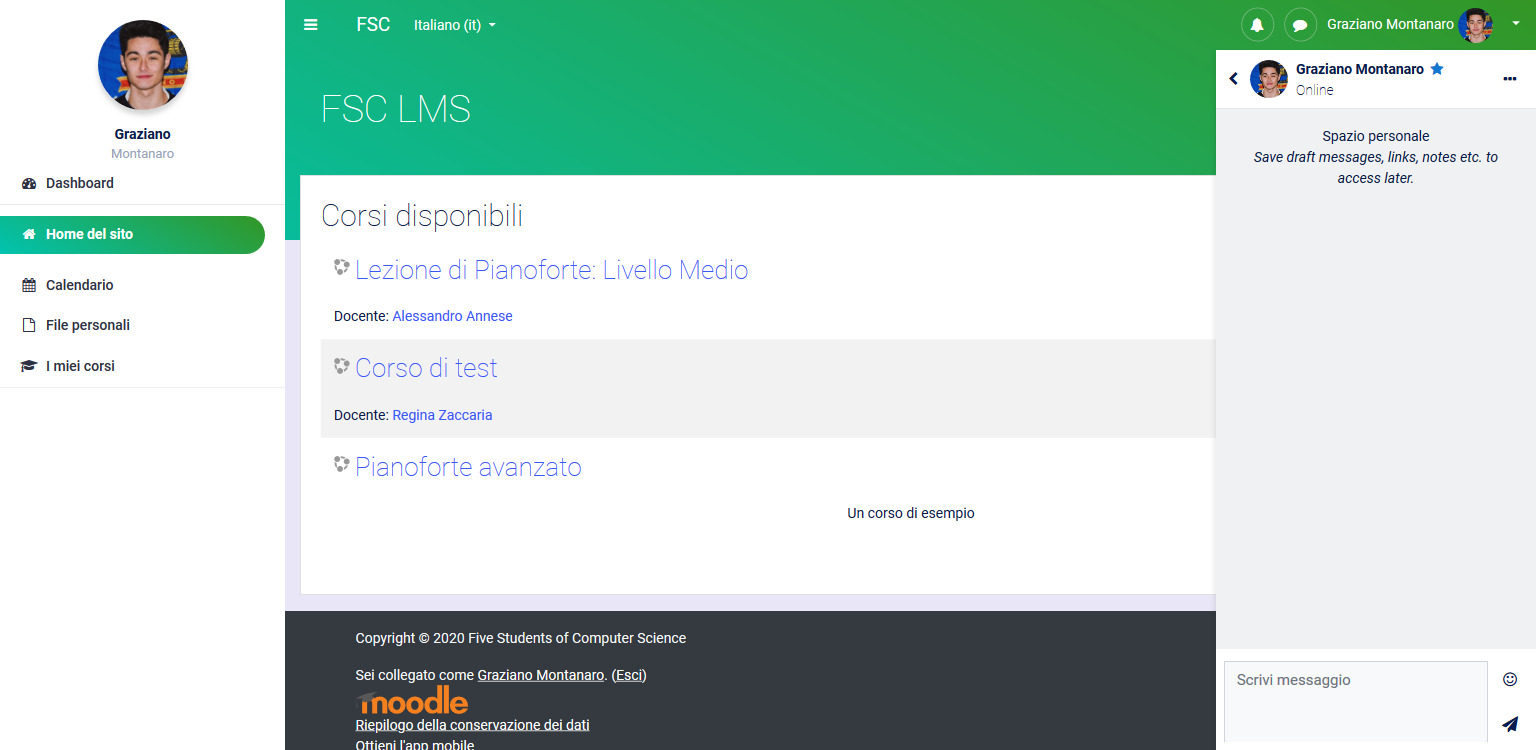 Graziano
Montanaro
Dashboard
Home del sito
Calendario
File personali
I miei corsi
FSC
Italiano (it)
Graziano Montanaro
FSC LMS
Corsi disponibili
Lezione di Pianoforte: Livello Medio
Docente: Alessandro Annese
Corso di test
Docente: Regina Zaccaria
Pianoforte avanzato
Un corso di esempio
Copyright © 2020 Five Students of Computer Science
Sei collegato come Graziano Montanaro. (Esci)
moodle
Riepilogo della conservazione dei dati
Ottieni l'app mobile
Graziano Montanaro
Online
Spazio personale
Save draft messages, links, notes etc. to
access later.
Scrivi messaggio